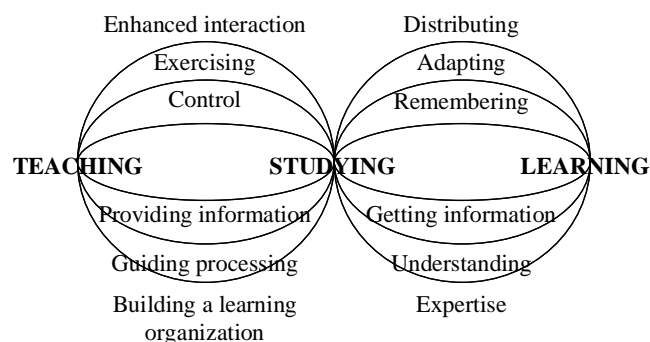 Enhanced interaction Distributing
Exercising Adapting
Control Remembering
TEACHING STUDYING LEARNING
Providing information Getting information
Guiding processing Understanding
Building a learning Expertise
organization